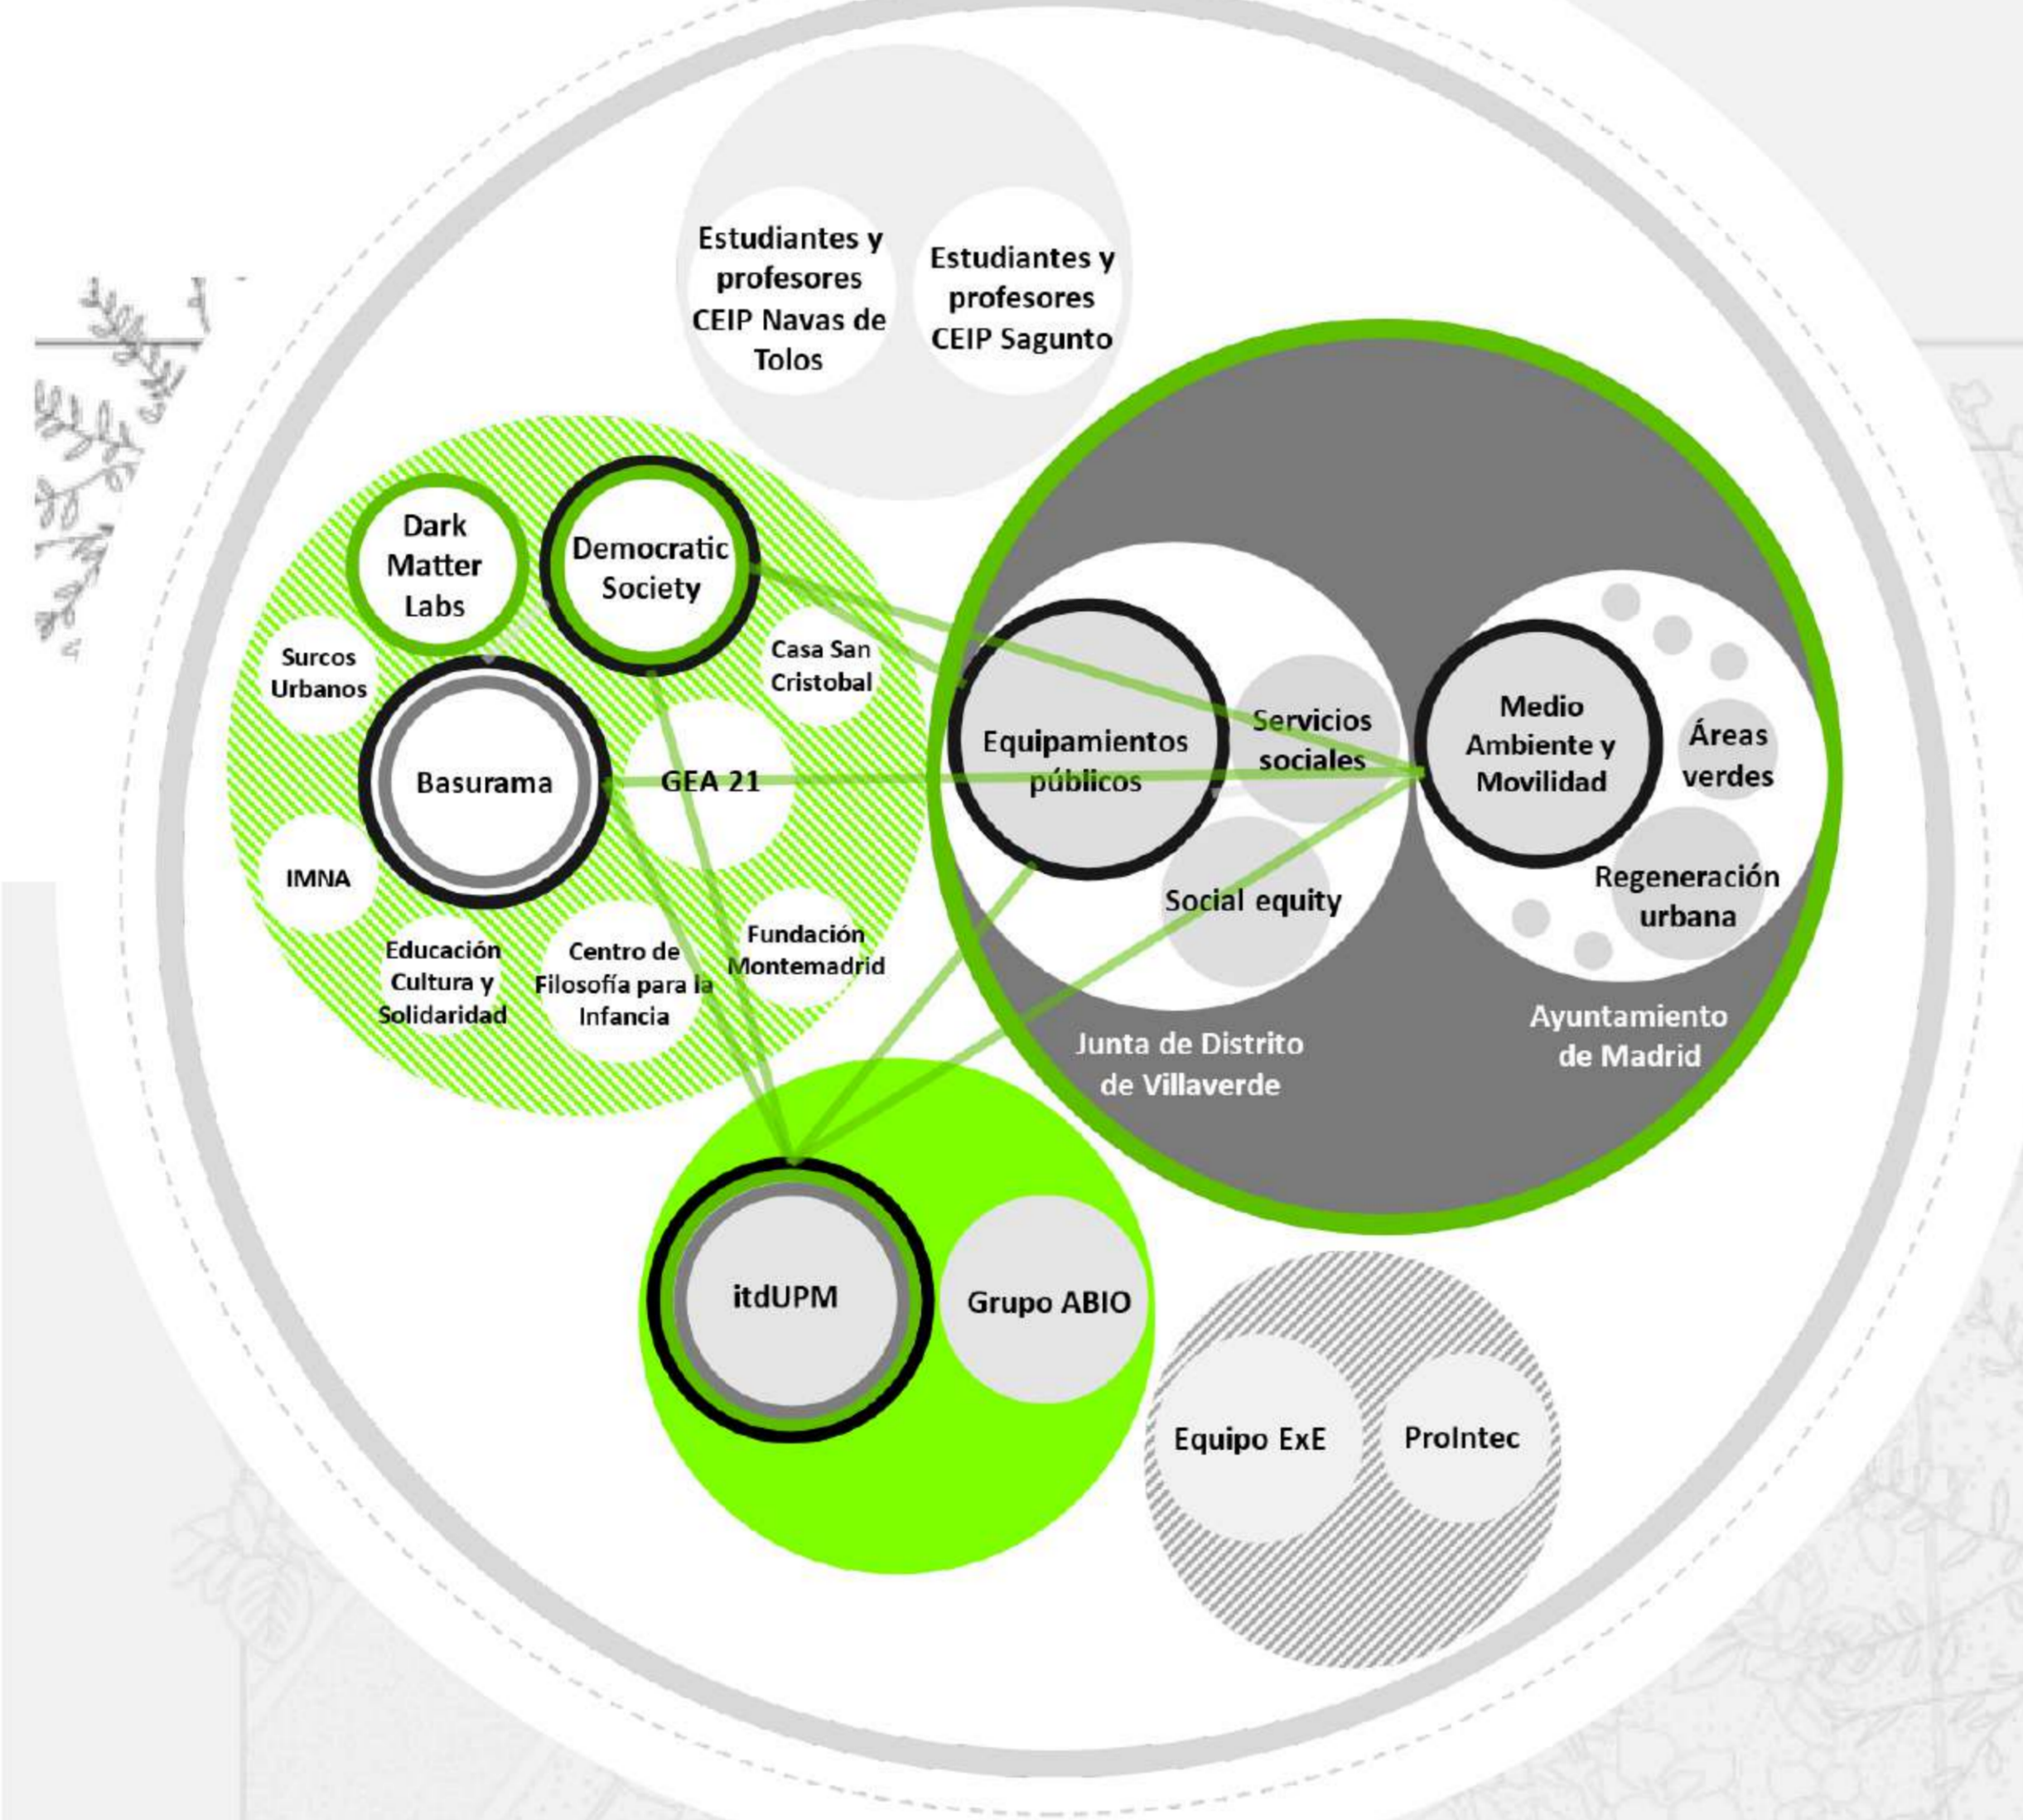 Estudiantes y
profesores
CEIP Navas de
Tolos
Estudiantes y
profesores
CEIP Sagunto
Dark
Matter
Labs
Democratic
Society
Surcos
Urbanos
Casa San
Cristobal
Basurama
GEA 21
IMNA
Educación
Cultura y
Solidaridad
Centro de
Filosofía para la
Infancia
Fundación
Montemadrid
Equipamientos
públicos
Servicios
sociales
Social equity
Junta de Distrito
de Villaverde
Medio
Ambiente y
Movilidad
Áreas
verdes
Regeneración
urbana
Ayuntamiento
de Madrid
itdUPM
Grupo ABIO
Equipo ExE
ProIntec